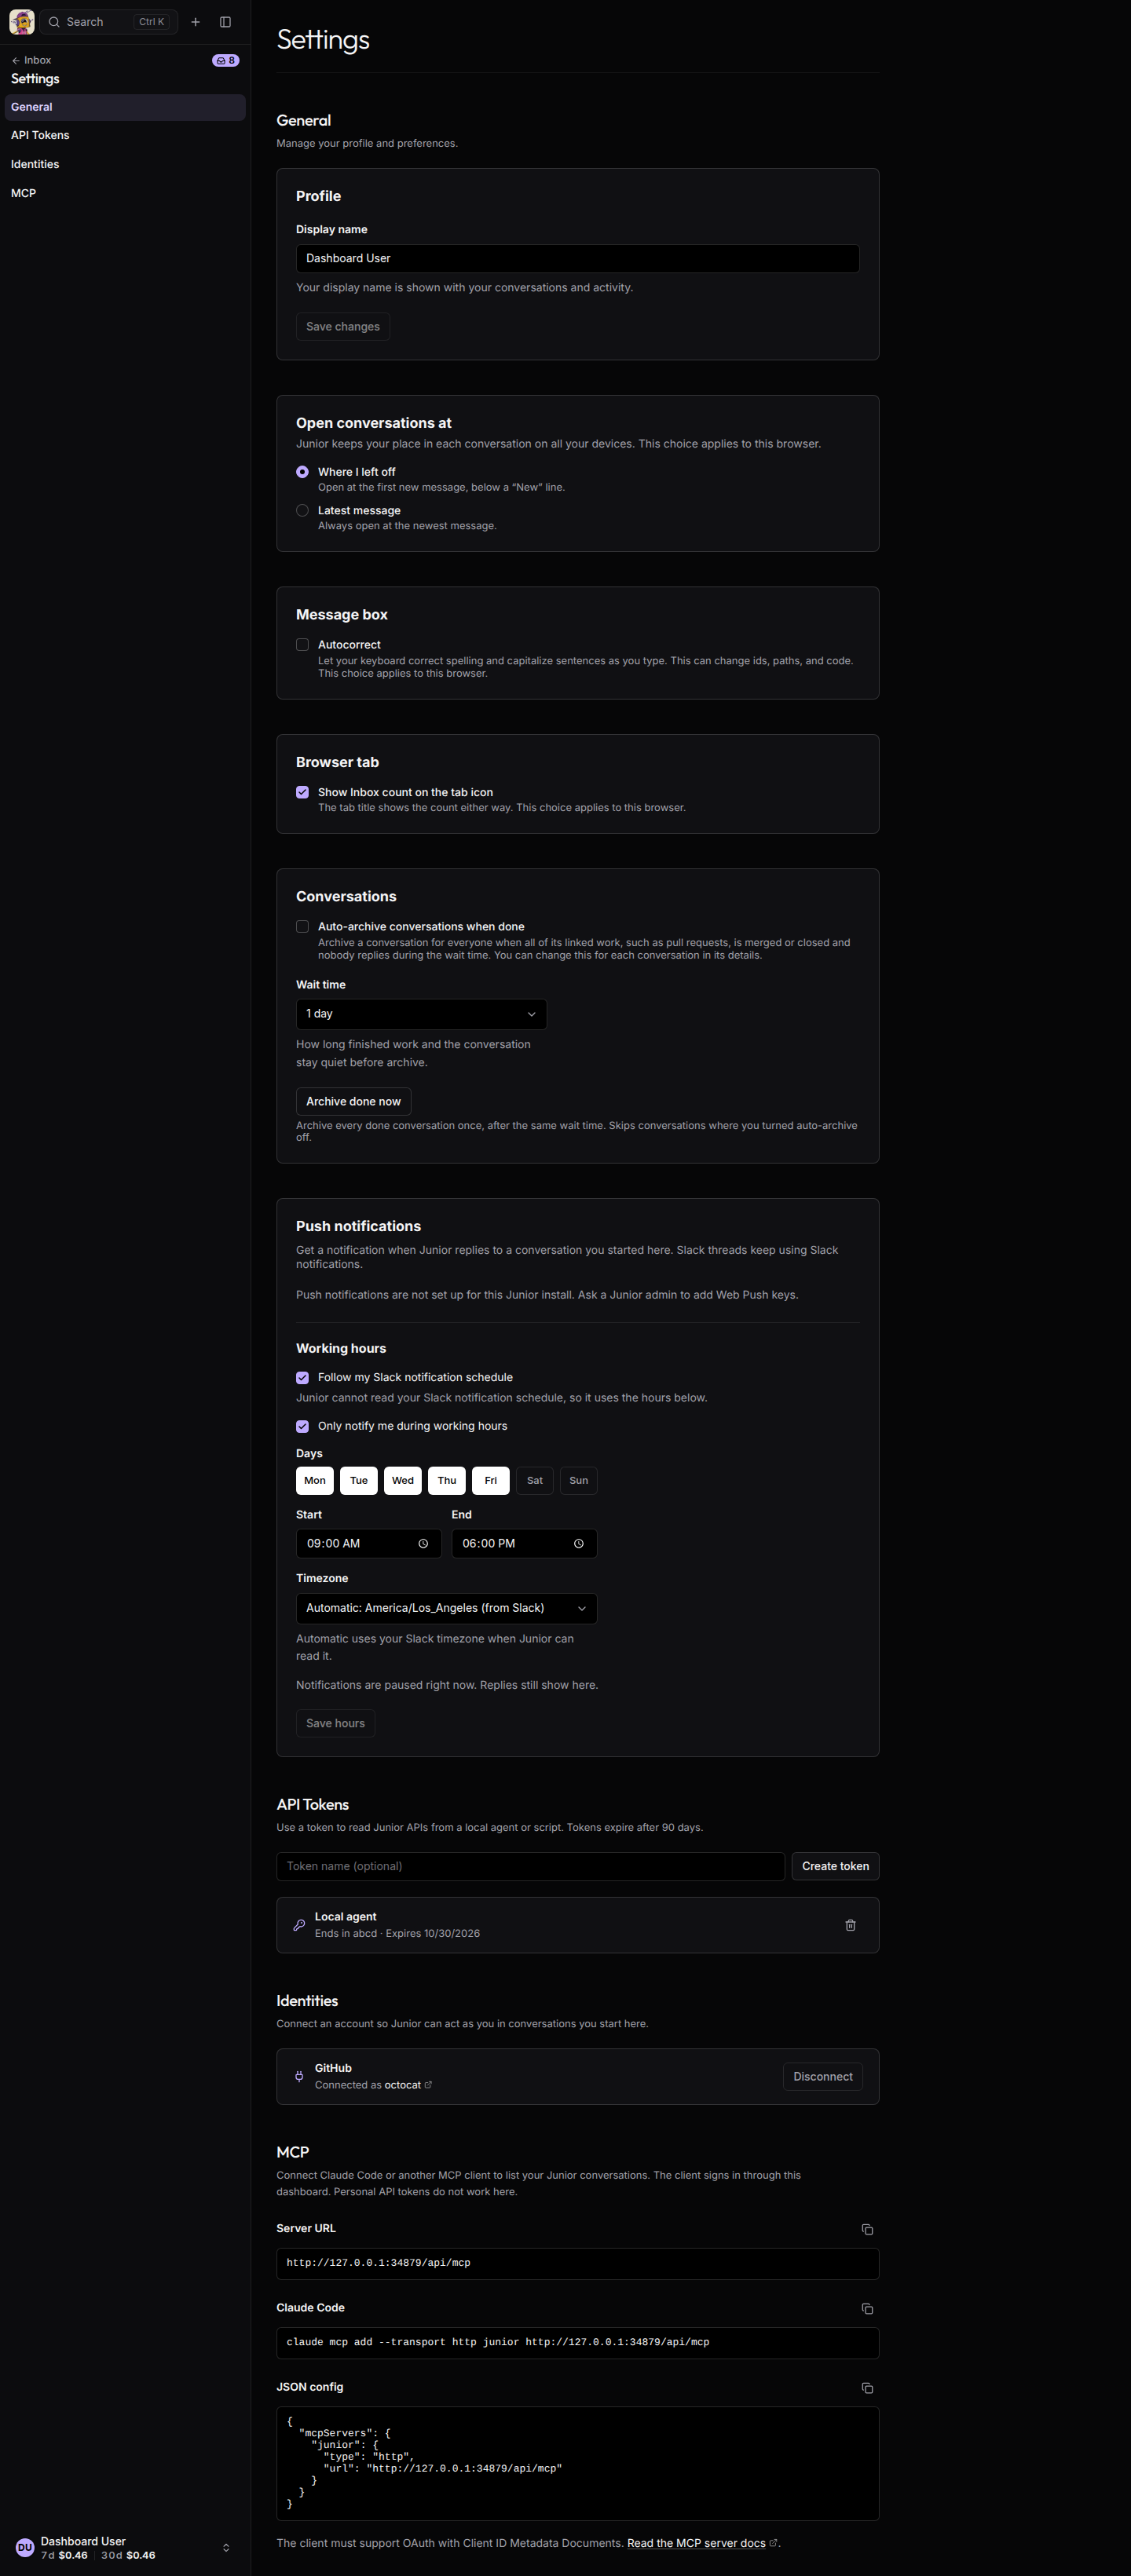 Search Ctrl K
Inbox 8
Settings
General
API Tokens
Identities
MCP
Settings
General
Manage your profile and preferences.
Profile
Display name
Dashboard User
Your display name is shown with your conversations and activity.
Save changes
Open conversations at
Junior keeps your place in each conversation on all your devices. This choice applies to this browser.
Where I left off
Open at the first new message, below a “New” line.
Latest message
Always open at the newest message.
Message box
Autocorrect
Let your keyboard correct spelling and capitalize sentences as you type. This can change ids, paths, and code.
This choice applies to this browser.
Browser tab
Show Inbox count on the tab icon
The tab title shows the count either way. This choice applies to this browser.
Conversations
Auto-archive conversations when done
Archive a conversation for everyone when all of its linked work, such as pull requests, is merged or closed and
nobody replies during the wait time. You can change this for each conversation in its details.
Wait time
1 day
How long finished work and the conversation
stay quiet before archive.
Archive done now
Archive every done conversation once, after the same wait time. Skips conversations where you turned auto-archive
off.
Push notifications
Get a notification when Junior replies to a conversation you started here. Slack threads keep using Slack
notifications.
Push notifications are not set up for this Junior install. Ask a Junior admin to add Web Push keys.
Working hours
Follow my Slack notification schedule
Junior cannot read your Slack notification schedule, so it uses the hours below.
Only notify me during working hours
Days
Mon Tue Wed Thu Fri Sat Sun
Start End
09:00 AM 06:00 PM
Timezone
Automatic: America/Los_Angeles (from Slack)
Automatic uses your Slack timezone when Junior can
read it.
Notifications are paused right now. Replies still show here.
Save hours
API Tokens
Use a token to read Junior APIs from a local agent or script. Tokens expire after 90 days.
Token name (optional) Create token
Local agent
Ends in abcd · Expires 10/30/2026
Identities
Connect an account so Junior can act as you in conversations you start here.
GitHub
Connected as octocat
Disconnect
MCP
Connect Claude Code or another MCP client to list your Junior conversations. The client signs in through this
dashboard. Personal API tokens do not work here.
Server URL
http://127.0.0.1:34879/api/mcp
Claude Code
claude mcp add --transport http junior http://127.0.0.1:34879/api/mcp
JSON config
{
"mcpServers": {
"junior": {
"type": "http",
"url": "http://127.0.0.1:34879/api/mcp"
}
}
}
The client must support OAuth with Client ID Metadata Documents. Read the MCP server docs.
DU Dashboard User
7d $0.46 30d $0.46